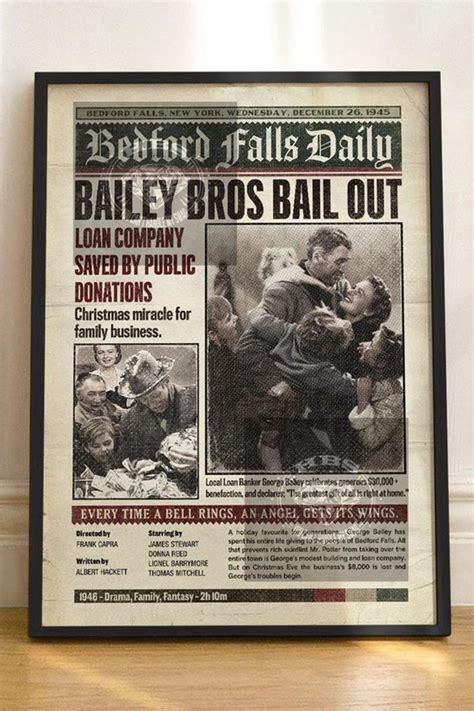 BEDFORD FALLS, NEW YORK, WEDNESDAY, DECEMBER 26, 1945
Bedford Falls Daily
BAILEY BROS BAIL OUT
LOAN COMPANY
SAVED BY PUBLIC
DONATIONS
Christmas miracle for
family business.
Local Loan Banker George Bailey celebrates generous $30,000 +
benefaction, and declares; "The greatest gift of all is right at home."
EVERY TIME A BELL RINGS, AN ANGEL GETS ITS WINGS.
Directed by
FRANK CAPRA
Written by
ALBERT HACKETT
Starring by
JAMES STEWART
DONNA REED
LIONEL BARRYMORE
THOMAS MITCHELL
A holiday favourite for generations... George Bailey has
spent his entire life giving to the people of Bedford Falls. All
that prevents rich skinflint Mr. Potter from taking over the
entire town is George's modest building and loan company.
But on Christmas Eve the business's $8,000 is lost and
George's troubles begin.
1946 - Drama, Family, Fantasy - 2h 10m